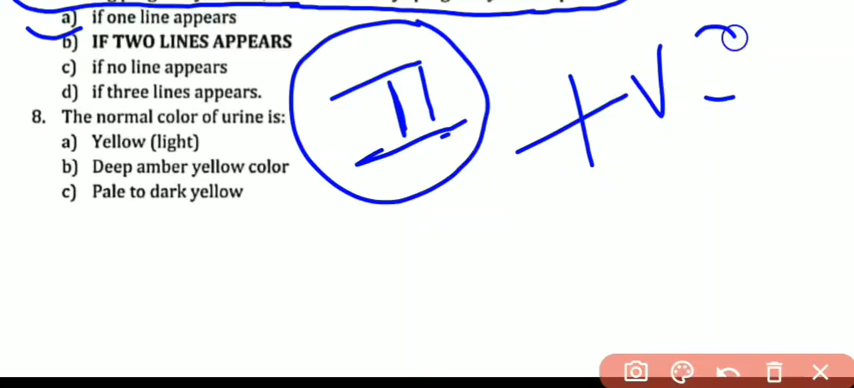 a) if one line appears
b) IF TWO LINES APPEARS
c) if no line appears
d) if three lines appears.
8. The normal color of urine is:
a) Yellow (light)
b) Deep amber yellow color
c) Pale to dark yellow
II
+v